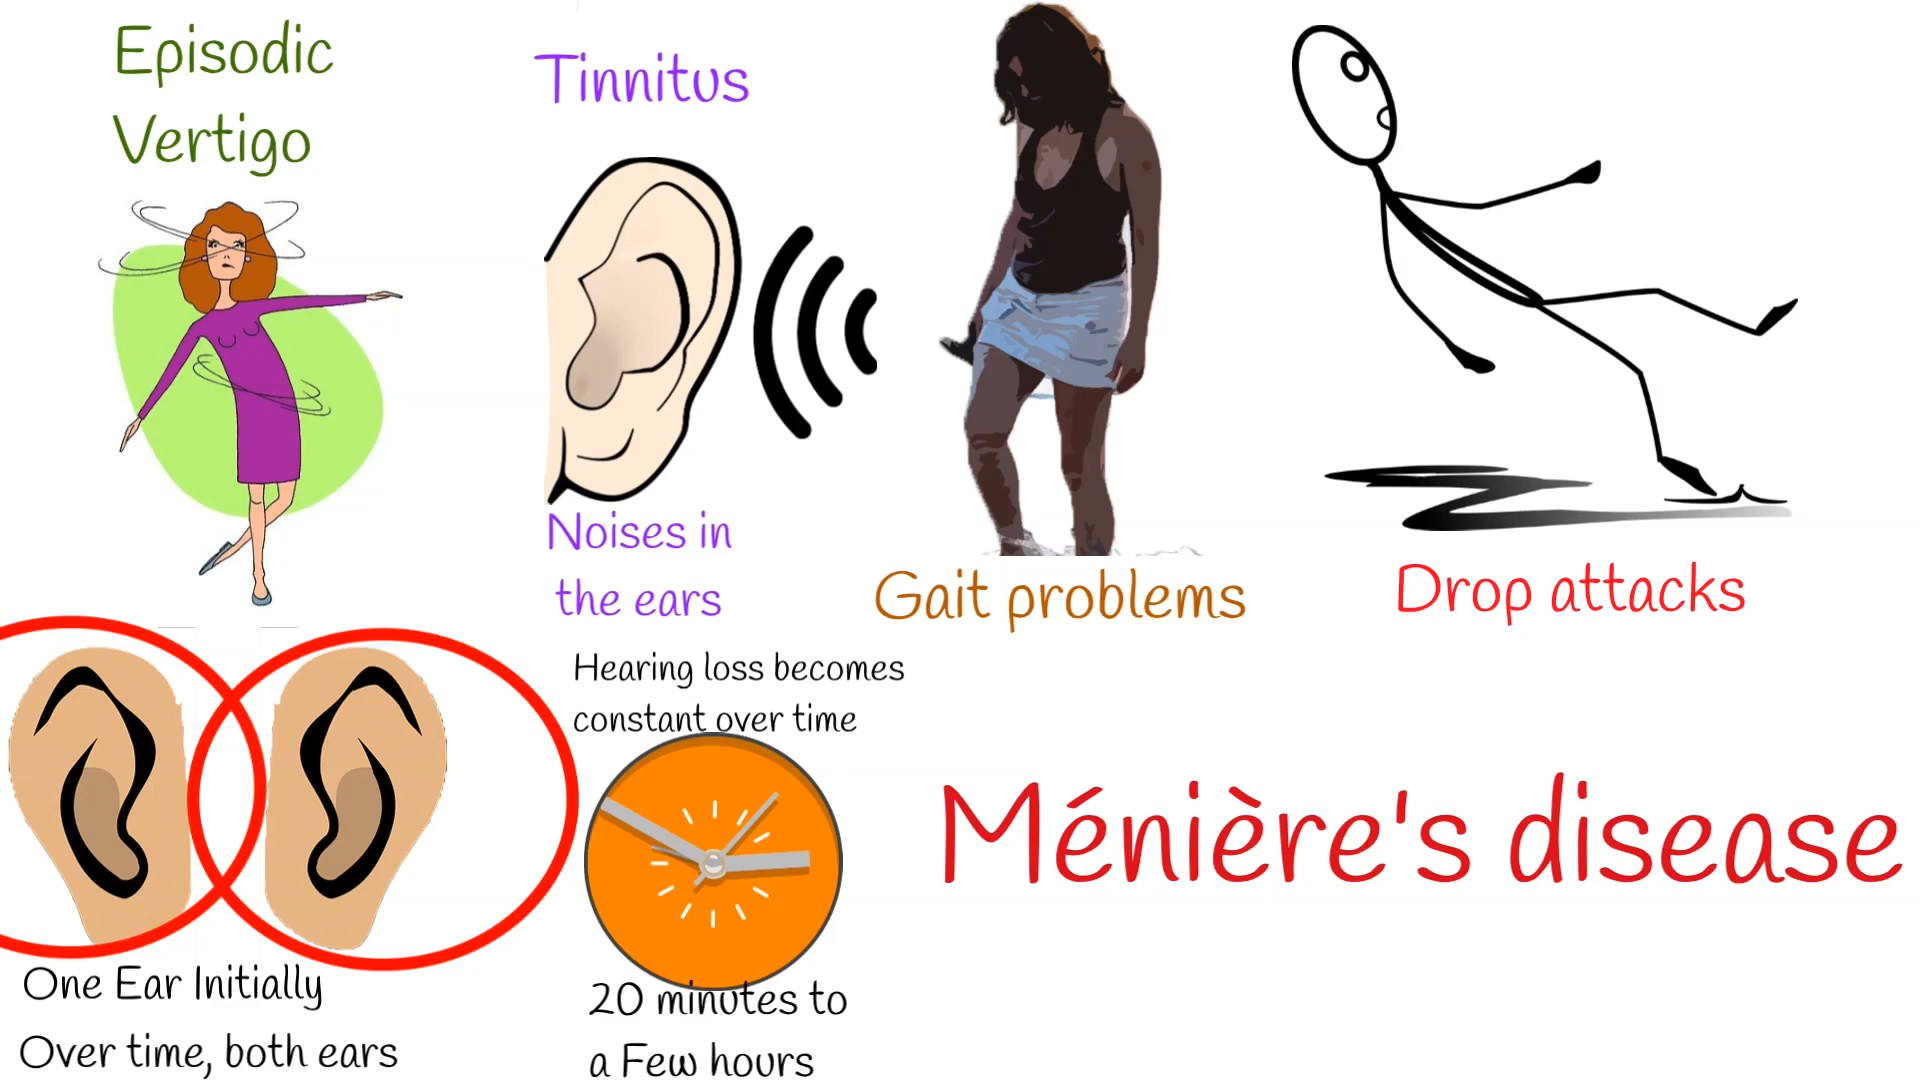 Episodic
Vertigo
Tinnitus
Noises in
the ears
Gait problems
Drop attacks
One Ear Initially
Over time, both ears
Hearing loss becomes
constant over time
20 minutes to
a Few hours
Ménière's disease